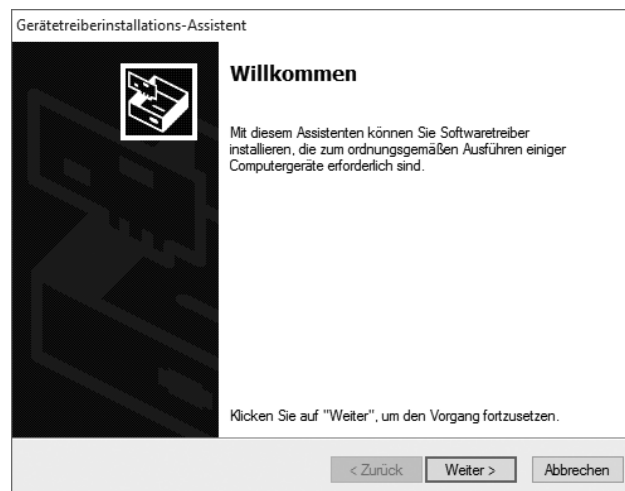 Gerätetreiberinstallations-Assistent
Willkommen
Mit diesem Assistenten können Sie Softwaretreiber
installieren, die zum ordnungsgemäßen Ausführen einiger
Computergeräte erforderlich sind.
Klicken Sie auf "Weiter", um den Vorgang fortzusetzen.
< Zurück
Weiter >
Abbrechen